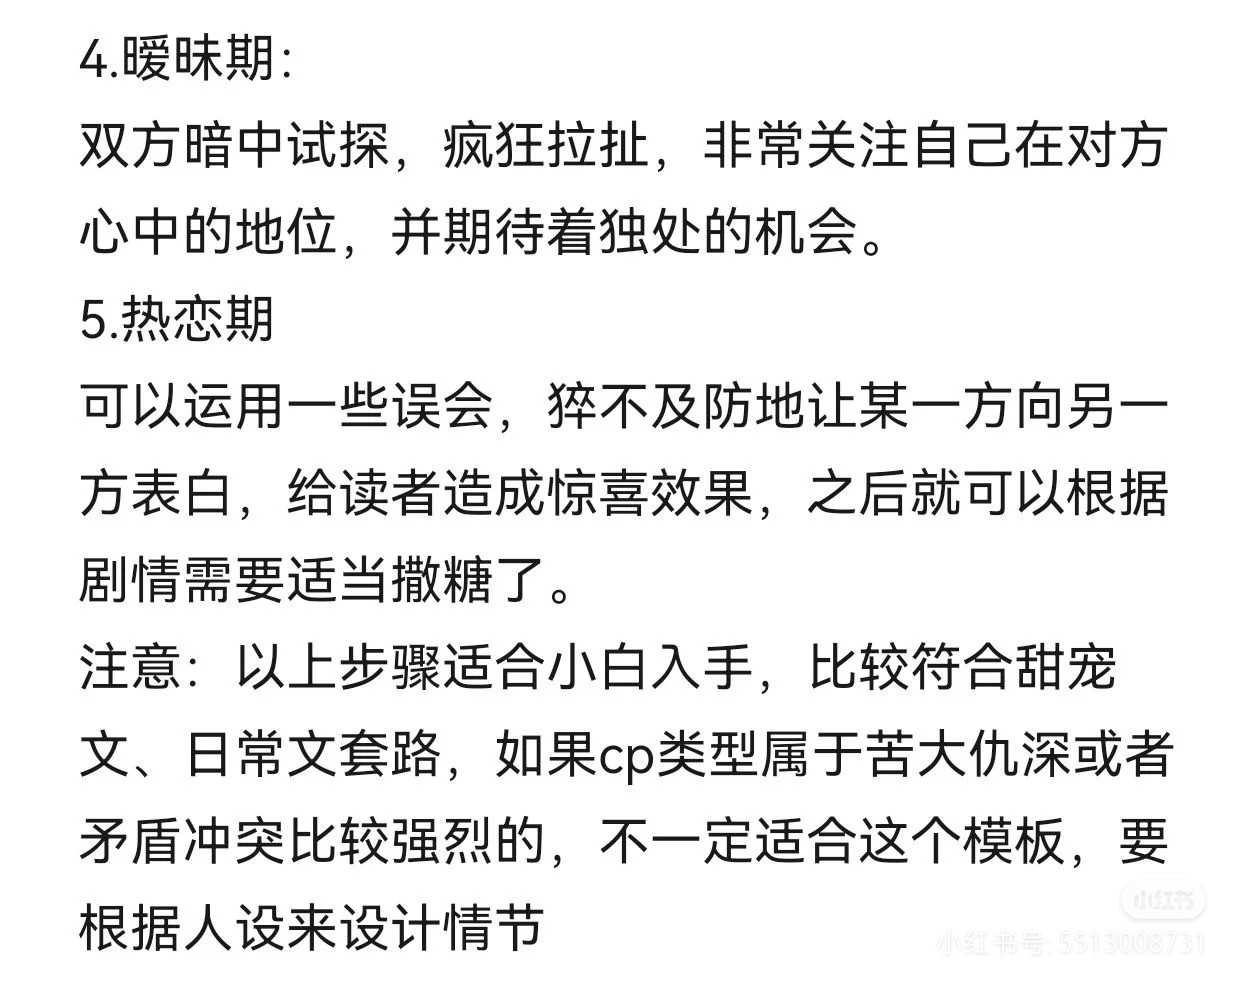 4.暧昧期：
双方暗中试探，疯狂拉扯，非常关注自己在对方
心中的地位，并期待着独处的机会。
5.热恋期
可以运用一些误会，猝不及防地让某一方向另一
方表白，给读者造成惊喜效果，之后就可以根据
剧情需要适当撒糖了。
注意：以上步骤适合小白入手，比较符合甜宠
文、日常文套路，如果cp类型属于苦大仇深或者
矛盾冲突比较强烈的，不一定适合这个模板，要
根据人设来设计情节
小红书
小红书号: 5513008731